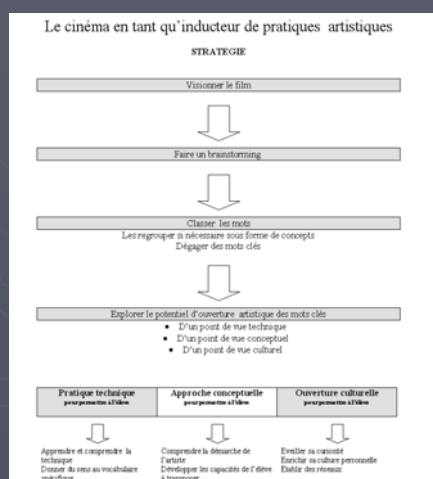 Le cinéma en tant qu'inducteur de pratiques artistiques
STRATEGIE
Visionner le film
Faire un brainstorming
Classer les mots
Les regrouper si nécessaire sous forme de concepts
Dégager des mots clés
Explorer le potentiel d'ouverture artistique des mots clés
• D'un point de vue technique
• D'un point de vue conceptuel
• D'un point de vue culturel
Pratique technique
pour permettre à l'élève
Approche conceptuelle
pour permettre à l'élève
Ouverture culturelle
pour permettre à l'élève
Apprendre et comprendre la
technique
Donner du sens au vocabulaire
spécifique
Comprendre la démarche de
l'artiste
Développer les capacités de l'élève
à transposer
Eveiller sa curiosité
Enrichir sa culture personnelle
Etablir des réseaux